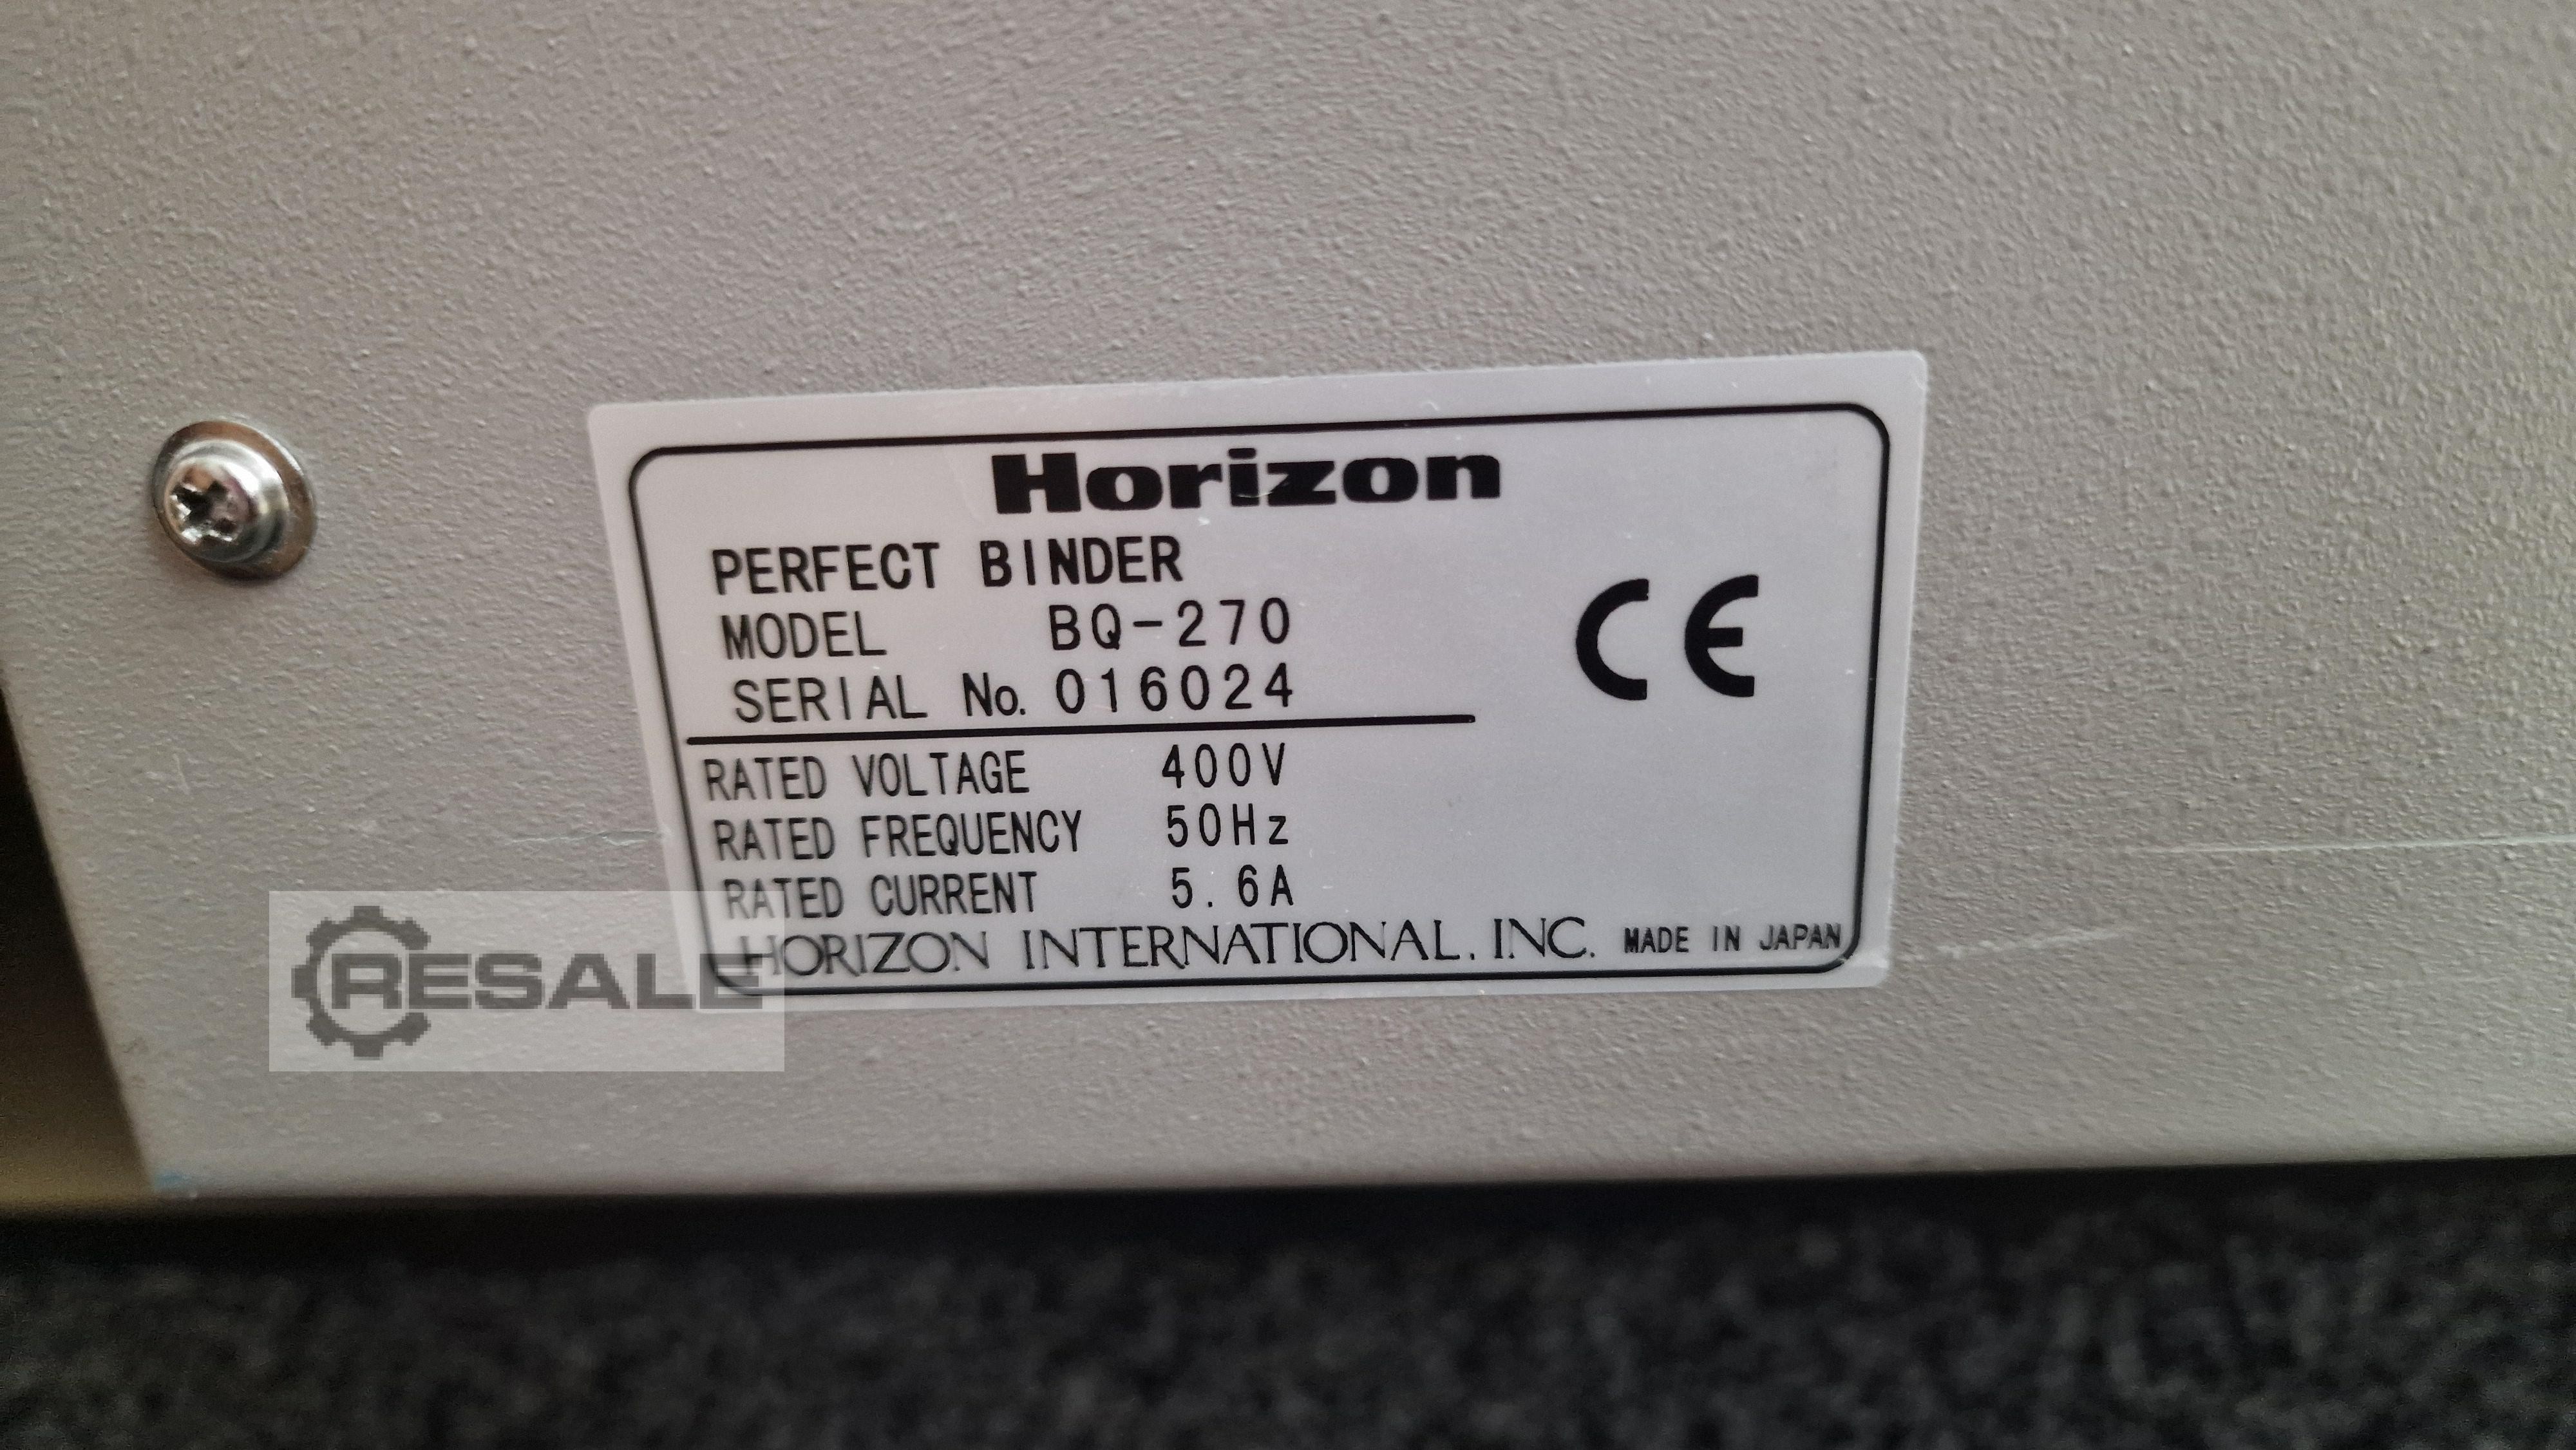 Horizon
PERFECT BINDER
MODEL BQ-270
SERIAL No. 016024
CE
RATED VOLTAGE 400V
RATED FREQUENCY 50Hz
RATED CURRENT 5.6A
HORIZON INTERNATIONAL, INC. MADE IN JAPAN
RESALE